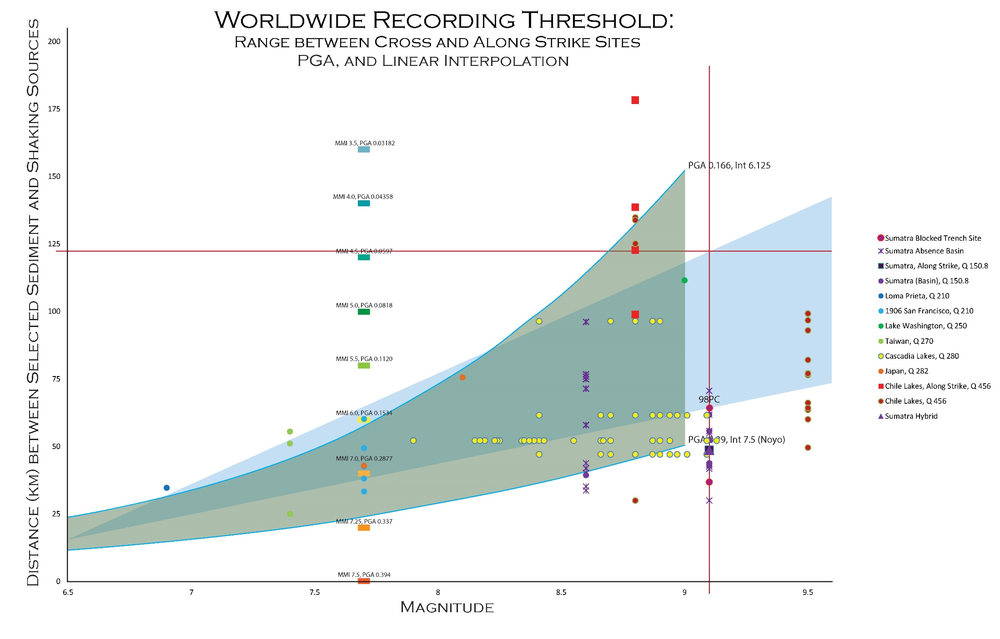 WORLDWIDE RECORDING THRESHOLD:
RANGE BETWEEN CROSS AND ALONG STRIKE SITES
PGA, AND LINEAR INTERPOLATION
DISTANCE (KM) BETWEEN SELECTED SEDIMENT AND SHAKING SOURCES
200
175
150
125
100
75
50
25
0
MMI 3.5, PGA 0.03182
PGA 0.166, Int 6.125
MMI 4.0, PGA 0.04358
MMI 4.5, PGA 0.0597
MMI 5.0, PGA 0.0818
MMI 5.5, PGA 0.1120
98PC
MMI 6.0, PGA 0.1534
PGA 0.39, Int 7.5 (Noyo)
MMI 7.0, PGA 0.2877
MMI 7.25, PGA 0.337
MMI 7.5, PGA 0.394
6.5 7 7.5 8 8.5 9 9.5
MAGNITUDE
Sumatra Blocked Trench Site
Sumatra Absence Basin
Sumatra, Along Strike, Q 150.8
Sumatra (Basin), Q 150.8
Loma Prieta, Q 210
1906 San Francisco, Q 210
Lake Washington, Q 250
Taiwan, Q 270
Cascadia Lakes, Q 280
Japan, Q 282
Chile Lakes, Along Strike, Q 456
Chile Lakes, Q 456
Sumatra Hybrid